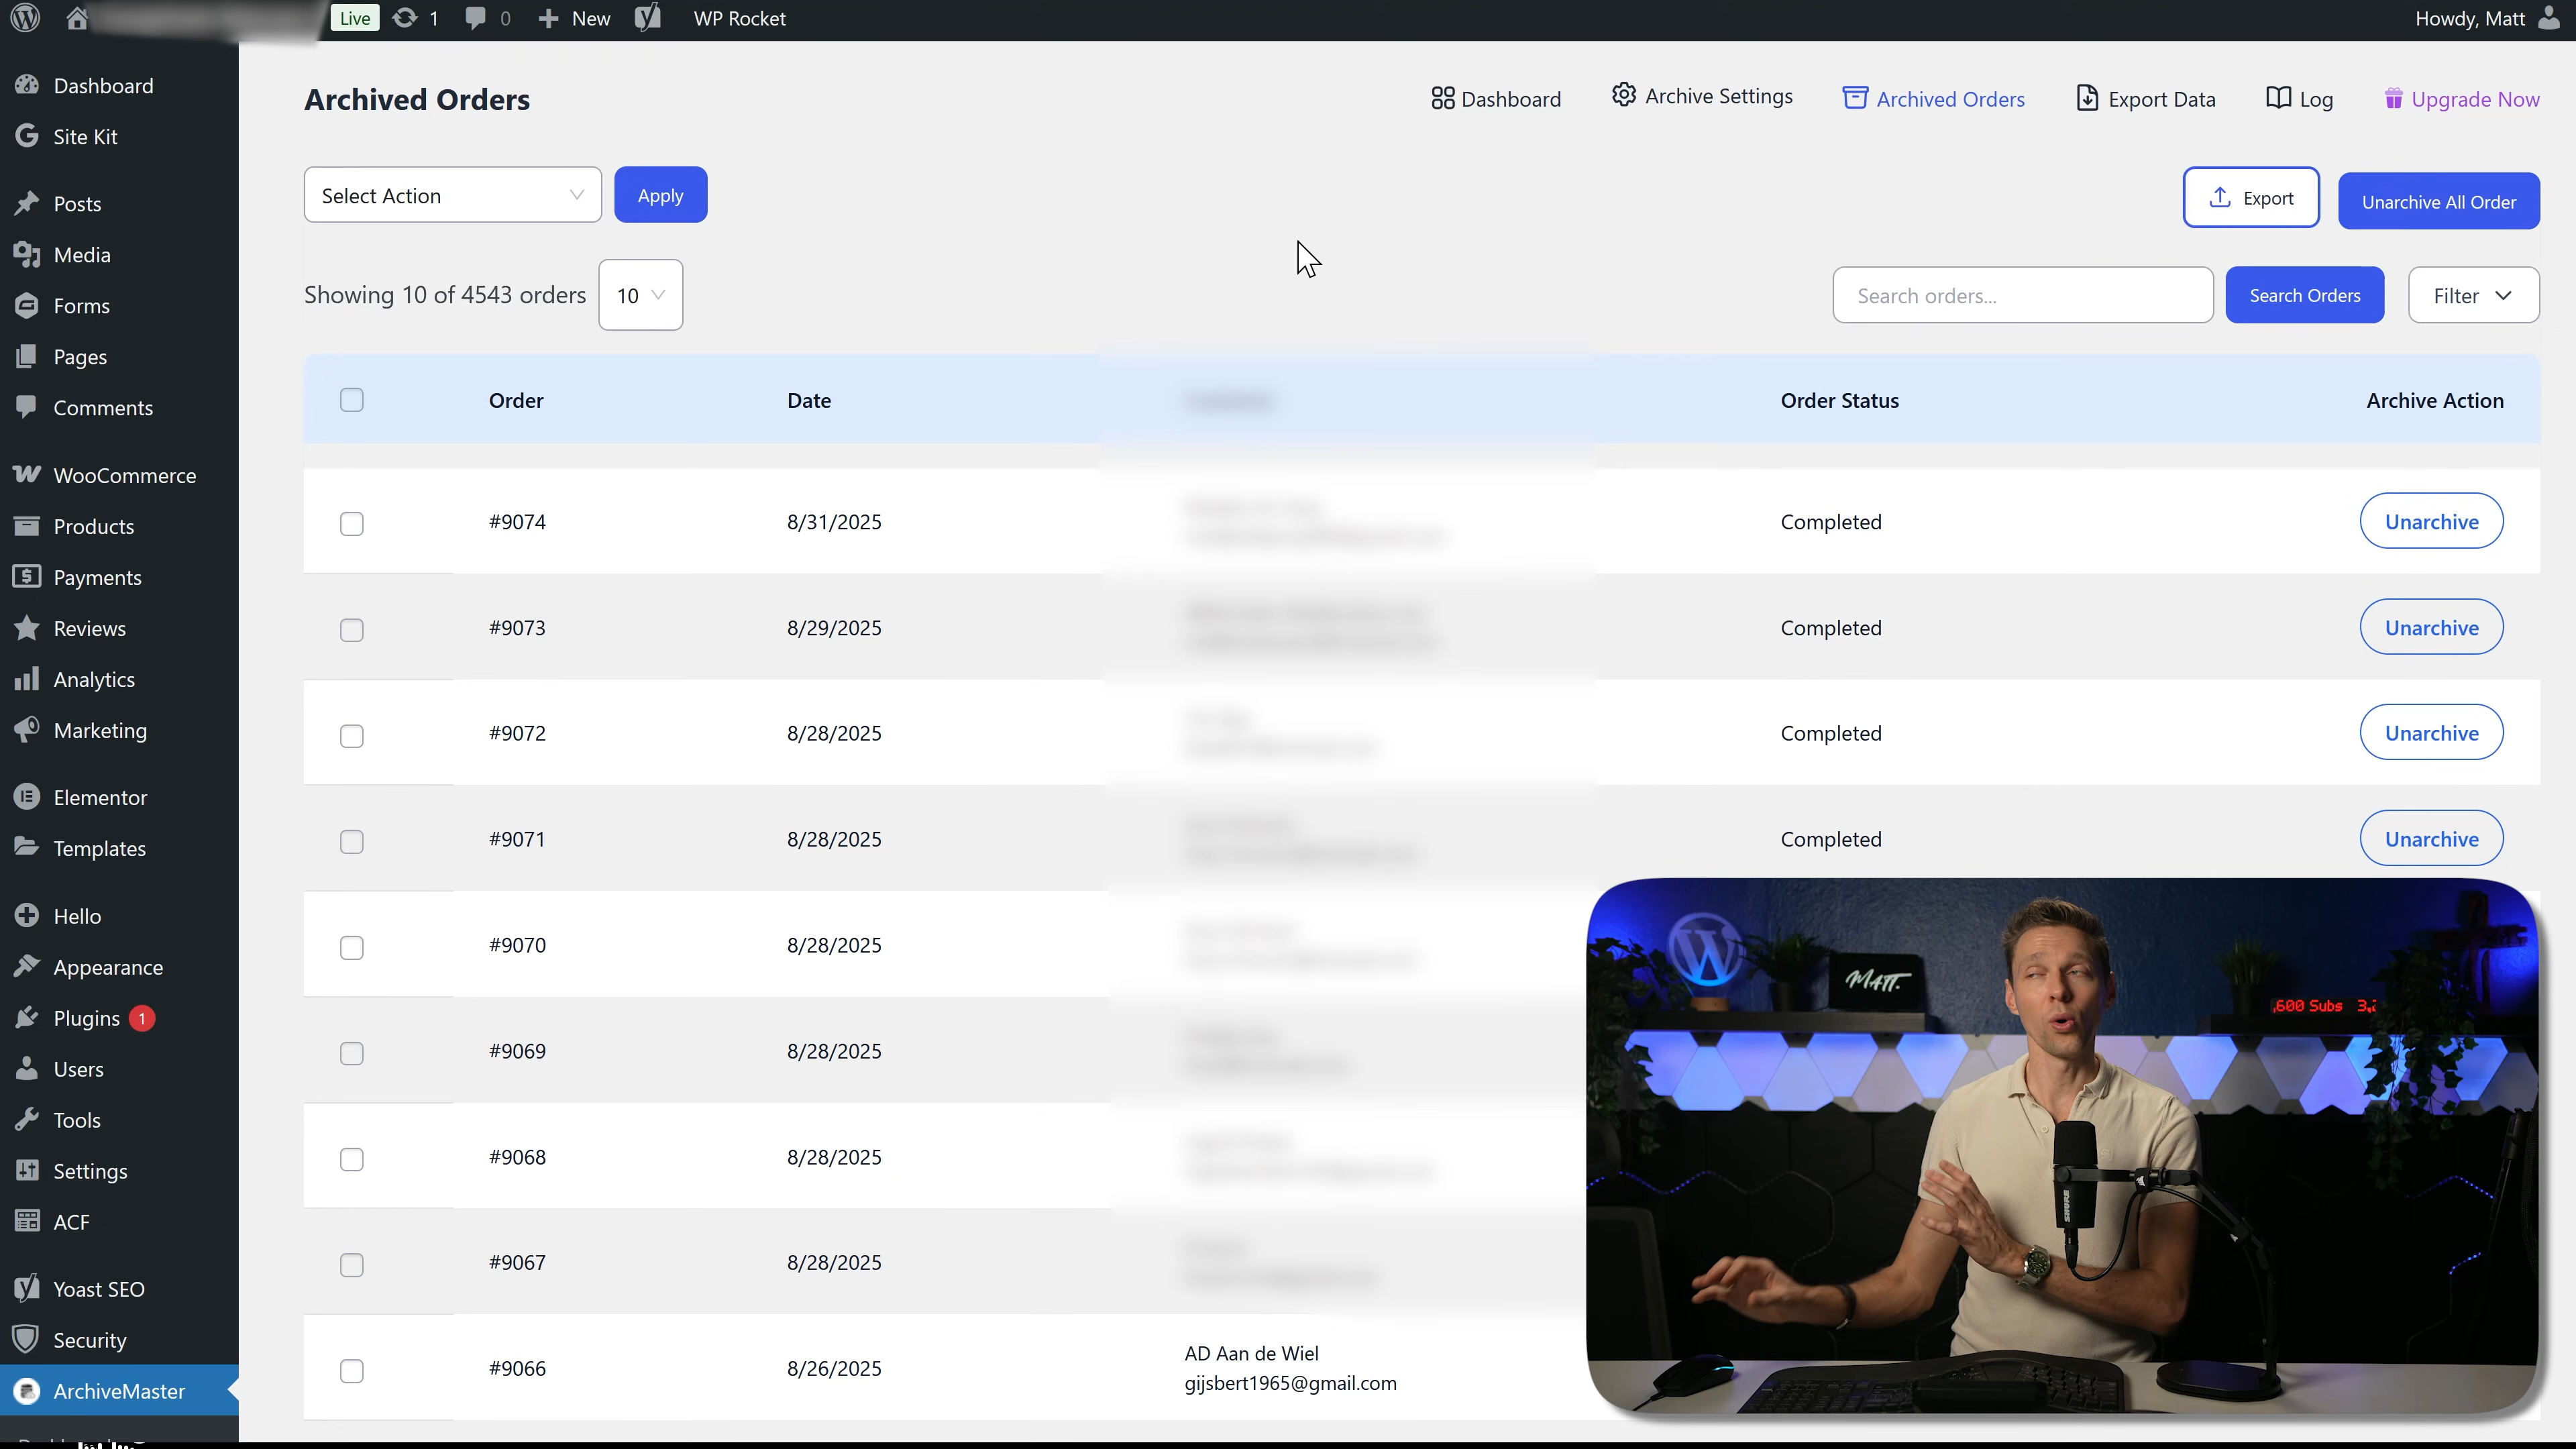 Live 1 0 New WP Rocket Howdy, Matt
Dashboard
Site Kit
Posts
Media
Forms
Pages
Comments
WooCommerce
Products
Payments
Reviews
Analytics
Marketing
Elementor
Templates
Hello
Appearance
Plugins 1
Users
Tools
Settings
ACF
Yoast SEO
Security
ArchiveMaster
Archived Orders
Dashboard Archive Settings Archived Orders Export Data Log Upgrade Now
Select Action Apply Export Unarchive All Order
Showing 10 of 4543 orders 10 Search orders... Search Orders Filter
Order Date Order Status Archive Action
#9074 8/31/2025 Completed Unarchive
#9073 8/29/2025 Completed Unarchive
#9072 8/28/2025 Completed Unarchive
#9071 8/28/2025 Completed Unarchive
#9070 8/28/2025
#9069 8/28/2025
#9068 8/28/2025
#9067 8/28/2025
#9066 8/26/2025 AD Aan de Wiel
gijsbert1965@gmail.com
MATT.
,600 Subs
SHURE